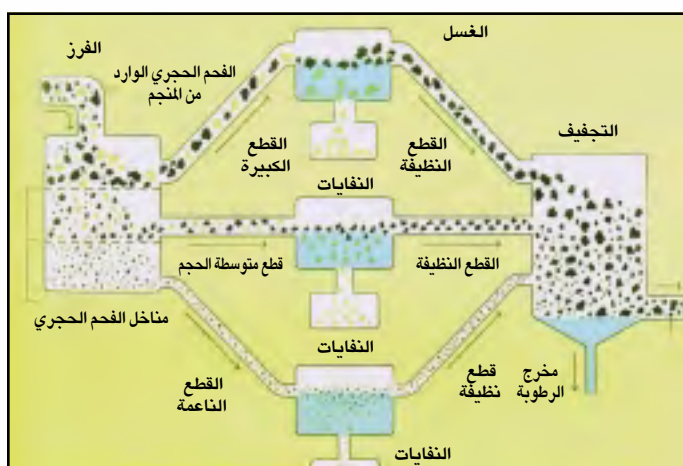 الغسل
الفرز
الفحم الحجري الوارد
من المنجم
التجفيف
القطع
الكبيرة
القطع
النظيفة
النفايات
قطع متوسطة الحجم
القطع النظيفة
مناخل الفحم الحجري
النفايات
القطع
الناعمة
قطع
نظيفة
مخرج
الرطوبة
النفايات